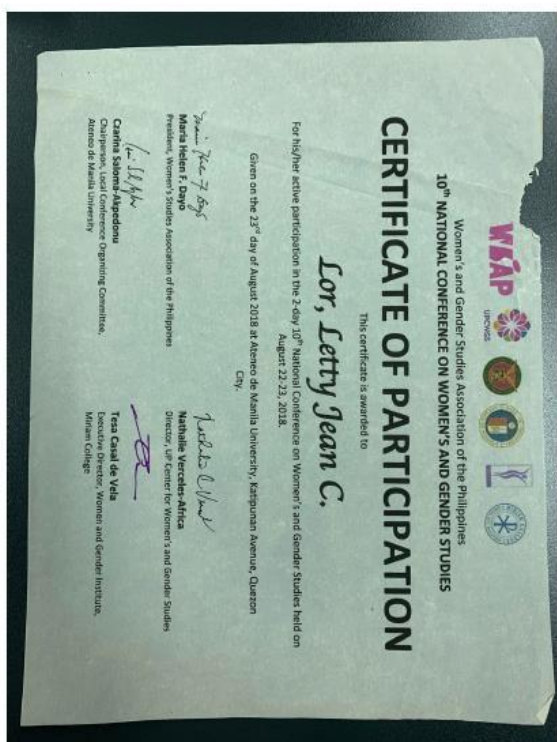 WSAP
UPCWGS
Women's and Gender Studies Association of the Philippines
10th NATIONAL CONFERENCE ON WOMEN'S AND GENDER STUDIES
CERTIFICATE OF PARTICIPATION
This certificate is awarded to
Lor, Letty Jean C.
For his/her active participation in the 2-day 10th National Conference on Women's and Gender Studies held on
August 22-23, 2018.
Given on the 23rd day of August 2018 at Ateneo de Manila University, Katipunan Avenue, Quezon
City.
Maria Helen F. Dayo
President, Women's Studies Association of the Philippines
Nathalie Verceles-Africa
Director, UP Center for Women's and Gender Studies
Czarina Saloma-Akpedonu
Chairperson, Local Conference Organizing Committee,
Ateneo de Manila University
Tesa Casal de Vela
Executive Director, Women and Gender Institute,
Miriam College